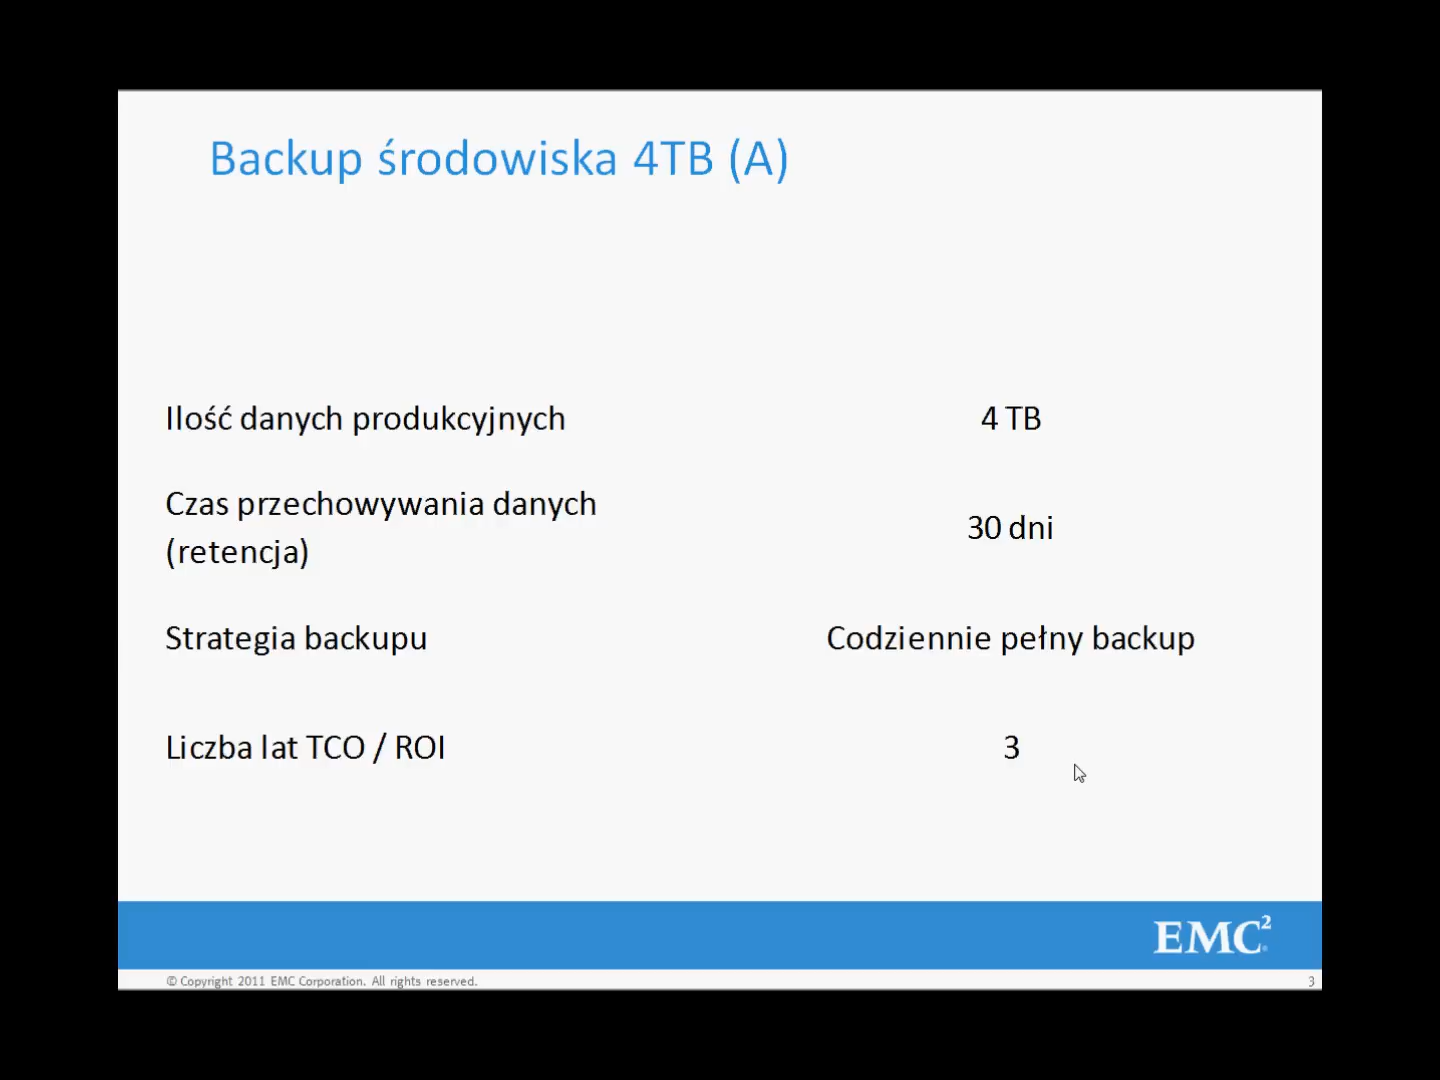 Backup środowiska 4TB (A)
Ilość danych produkcyjnych 4 TB
Czas przechowywania danych
(retencja) 30 dni
Strategia backupu Codziennie pełny backup
Liczba lat TCO / ROI 3
EMC²
© Copyright 2011 EMC Corporation. All rights reserved. 3